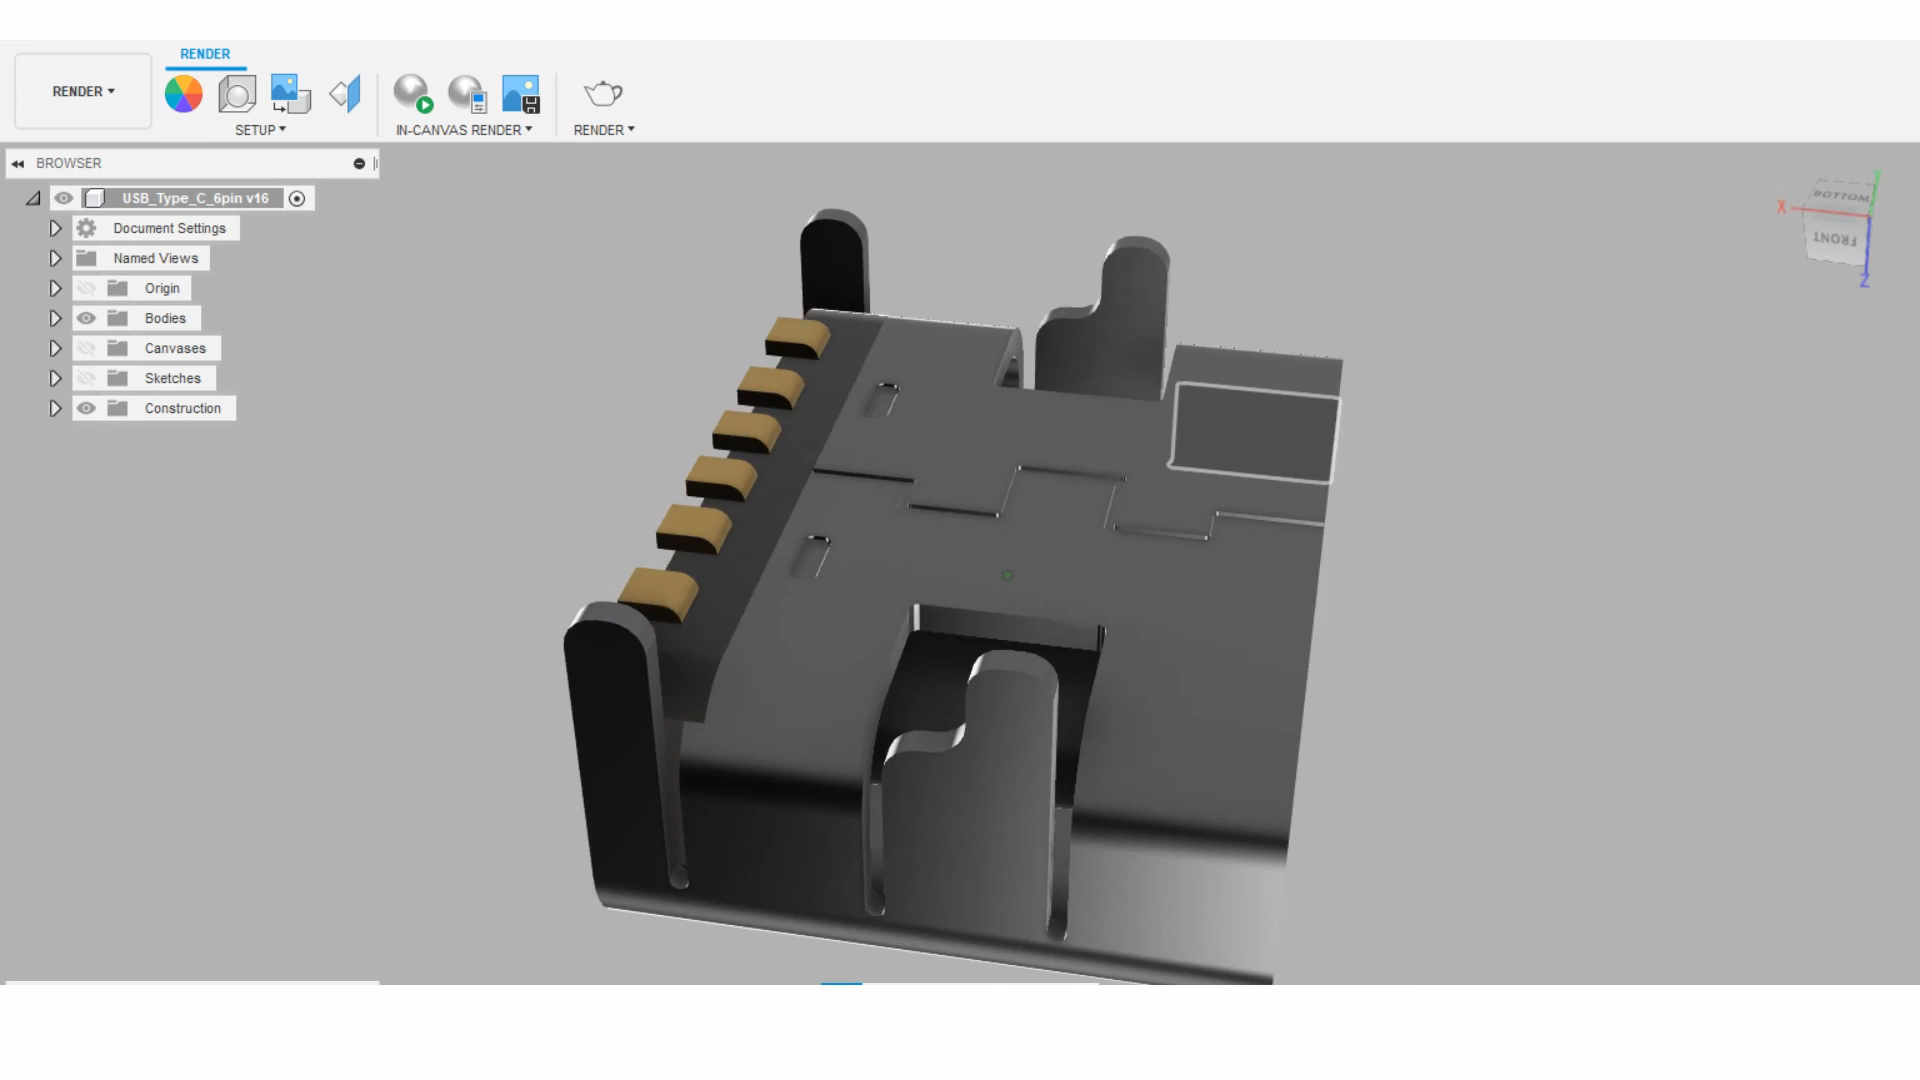 RENDER
RENDER
SETUP
IN-CANVAS RENDER
RENDER
BROWSER
USB_Type_C_6pin v16
Document Settings
Named Views
Origin
Bodies
Canvases
Sketches
Construction
BOTTOM
FRONT
X
Y
Z